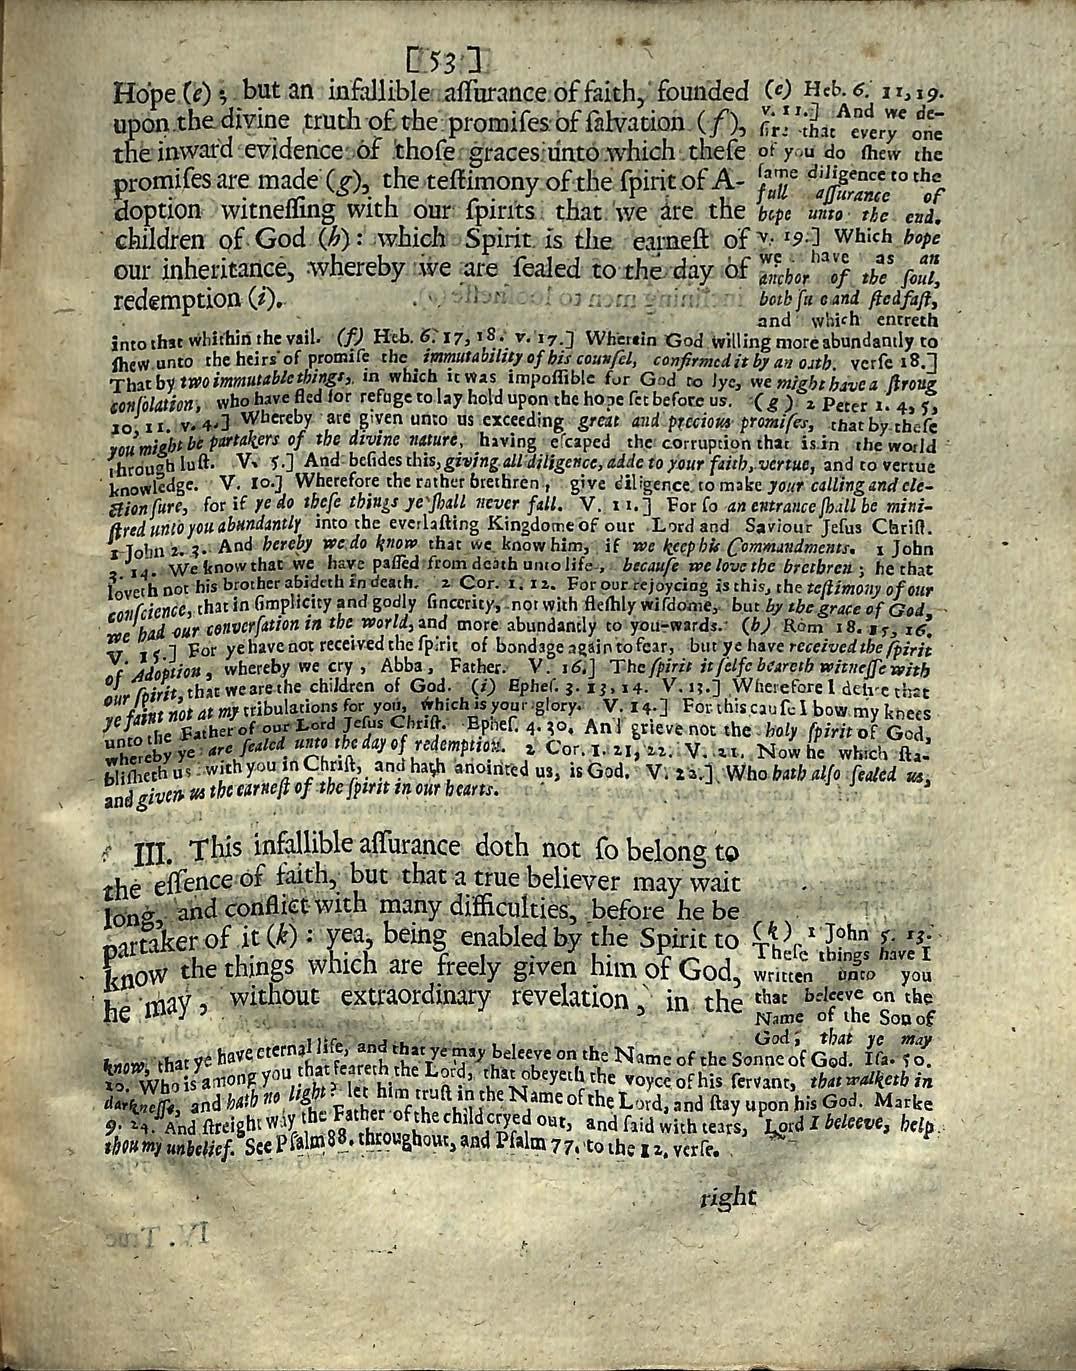 [ 53 ]
Hope (e) ; but an infallible aſſurance of faith, founded
upon the divine truth of the promiſes of ſalvation (f),
the inward evidence of thoſe graces unto which theſe
promiſes are made (g), the teſtimony of the ſpirit of A-
doption witneſſing with our ſpirits that we are the
children of God (h) : which Spirit is the earneſt of
our inheritance, whereby we are ſealed to the day of
redemption (i).
(e) Heb. 6. 11,19.
v. 11.] And we de-
ſire that every one
of you do ſhew the
ſame diligence to the
full aſſurance of
hope unto the end.
v. 19.] Which hope
we have as an
anchor of the ſoul,
both ſu e and ſtedfaſt,
and which entreth
into that whithin the vail. (f) Heb. 6. 17, 18. v. 17.] Wherein God willing more abundantly to
ſhew unto the heirs of promiſe the immutability of his counſel, confirmed it by an oath. verſe 18.]
That by two immutable things, in which it was impoſſible for God to lye, we might have a ſtroug
conſolation, who have fled for refuge to lay hold upon the hope ſet before us. (g) 2 Peter 1. 4, 5,
10, 11. v. 4.] Whereby are given unto us exceeding great and precious promiſes, that by theſe
you might be partakers of the divine nature, having eſcaped the corruption that is in the world
through luſt. V. 5.] And beſides this, giving all diligence, adde to your faith, vertue, and to vertue
knowledge. V. 10.] Wherefore the rather brethren, give diligence to make your calling and ele-
ction ſure, for if ye do theſe things ye ſhall never fall. V. 11.] For ſo an entrance ſhall be mini-
ſtred unto you abundantly into the everlaſting Kingdome of our Lord and Saviour Jeſus Chriſt.
1 John 2. 3. And hereby we do know that we know him, if we keep his Commaudments. 1 John
3. 14. We know that we have paſſed from death unto life, becauſe we love the brethren ; he that
loveth not his brother abideth in death. 2 Cor. 1. 12. For our rejoycing is this, the teſtimony of our
conſcience, that in ſimplicity and godly ſincerity, not with fleſhly wiſdome, but by the grace of God,
we had our converſation in the world, and more abundantly to you-wards. (h) Rom 18. 15, 16.
V. 15.] For ye have not received the ſpirit of bondage again to fear, but ye have received the ſpirit
of Adoption, whereby we cry, Abba, Father. V. 16.] The ſpirit it ſelfe beareth witneſſe with
our ſpirit, that we are the children of God. (i) Epheſ. 3. 13, 14. V. 13.] Wherefore I deſire that
ye faint not at my tribulations for you, which is your glory. V. 14.] For this cauſe I bow my knees
unto the Father of our Lord Jeſus Chriſt. Epheſ. 4. 30. And grieve not the holy ſpirit of God,
whereby ye are ſealed unto the day of redemption. 2 Cor. 1. 21, 22. V. 21. Now he which ſta-
bliſheth us with you in Chriſt, and hath anointed us, is God. V. 22.] Who hath alſo ſealed us,
and given us the earneſt of the ſpirit in our hearts.
III. This infallible aſſurance doth not ſo belong to
the eſſence of faith, but that a true believer may wait
long, and conflict with many difficulties, before he be
partaker of it (k) : yea, being enabled by the Spirit to
know the things which are freely given him of God,
he may, without extraordinary revelation, in the
(k) 1 John 5. 13.
Theſe things have I
written unto you
that beleeve on the
Name of the Son of
God; that ye may
know, that ye have eternal life, and that ye may beleeve on the Name of the Sonne of God. Iſa. 50.
10. Who is among you that feareth the Lord, that obeyeth the voyce of his ſervant, that walketh in
darkneſſe, and hath no light? let him truſt in the Name of the Lord, and ſtay upon his God. Marke
9. 24. And ſtreight way the Father of the child cryed out, and ſaid with tears, Lord I beleeve, help
thou my unbelief. See Pſalm 88. throughout, and Pſalm 77. to the 12. verſe.
right